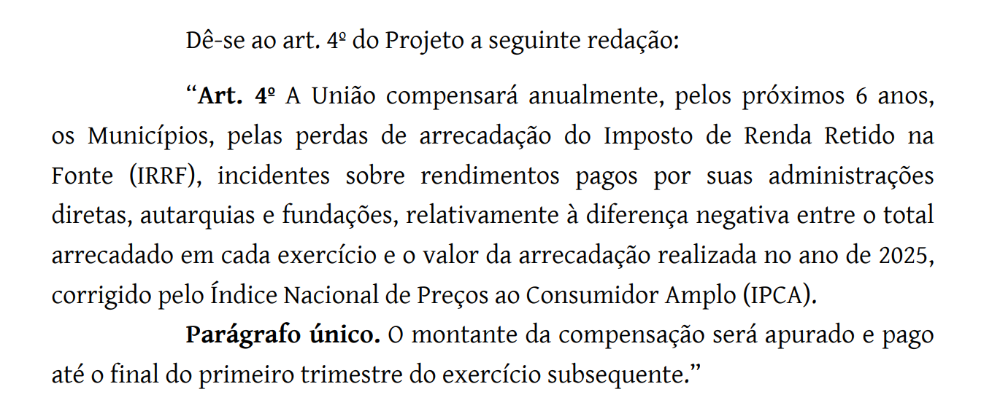 Dê-se ao art. 4º do Projeto a seguinte redação:
“Art. 4º A União compensará anualmente, pelos próximos 6 anos,
os Municípios, pelas perdas de arrecadação do Imposto de Renda Retido na
Fonte (IRRF), incidentes sobre rendimentos pagos por suas administrações
diretas, autarquias e fundações, relativamente à diferença negativa entre o total
arrecadado em cada exercício e o valor da arrecadação realizada no ano de 2025,
corrigido pelo Índice Nacional de Preços ao Consumidor Amplo (IPCA).
Parágrafo único. O montante da compensação será apurado e pago
até o final do primeiro trimestre do exercício subsequente.”